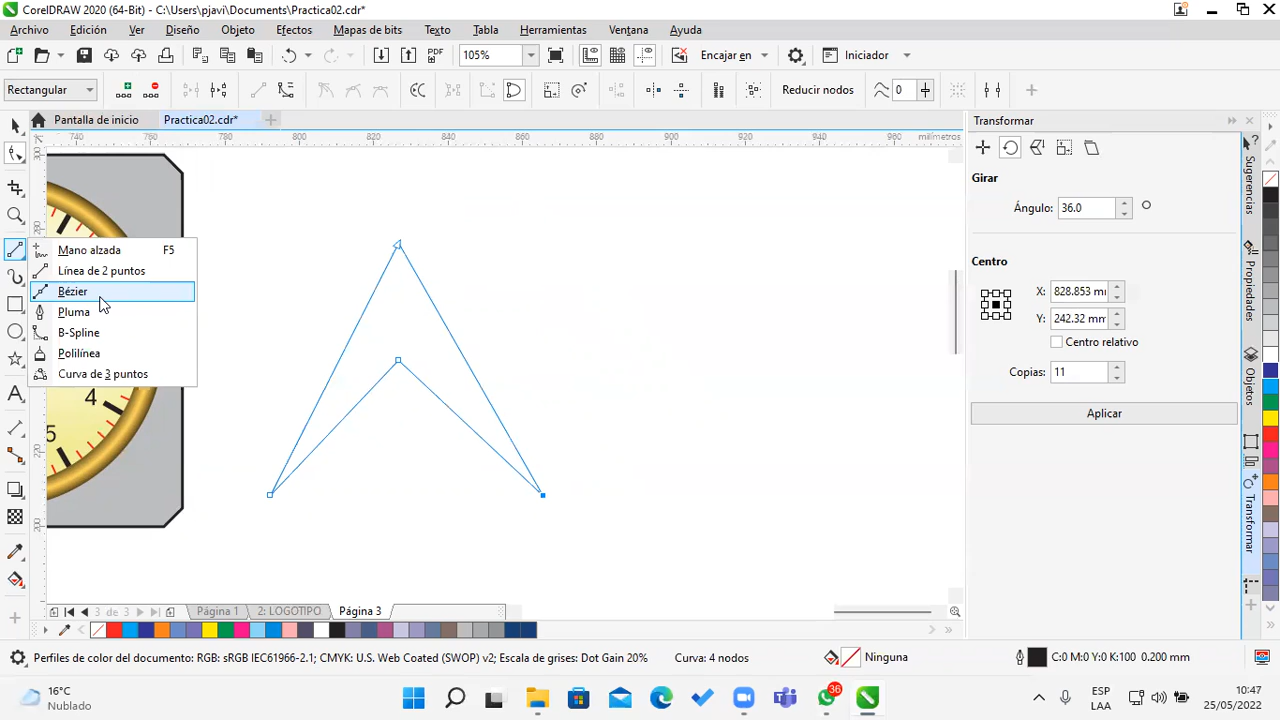 CorelDRAW 2020 (64-Bit) - C:\Users\pjavi\Documents\Practica02.cdr*
Archivo Edición Ver Diseño Objeto Efectos Mapas de bits Texto Tabla Herramientas Ventana Ayuda
PDF 105% Encajar en Iniciador
Rectangular Reducir nodos 0
Pantalla de inicio Practica02.cdr*
740 760 780 800 820 840 860 880 900 920 940 960 milímetros
300
280
220
200
Mano alzada F5
Línea de 2 puntos
Bézier
Pluma
B-Spline
Polilínea
Curva de 3 puntos
4
5
Transformar
Girar
Ángulo: 36.0
Centro
X: 828.853 mi
Y: 242.32 mm
Centro relativo
Copias: 11
Aplicar
Sugerencias
Propiedades
Objetos
Transformar
3 de 3 Página 1 2: LOGOTIPO Página 3
Perfiles de color del documento: RGB: sRGB IEC61966-2.1; CMYK: U.S. Web Coated (SWOP) v2; Escala de grises: Dot Gain 20% Curva: 4 nodos Ninguna C:0 M:0 Y:0 K:100 0.200 mm
16°C
Nublado
36
ESP
LAA
10:47
25/05/2022